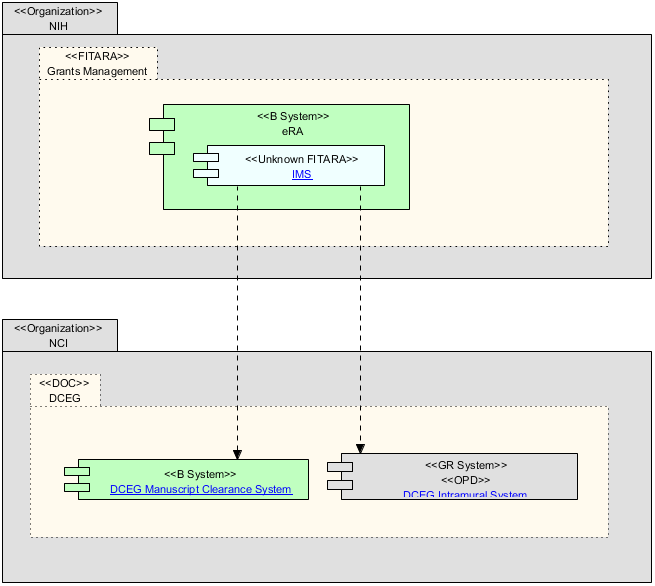 <<Organization>>
NIH
<<FITARA>>
Grants Management
<<B System>>
eRA
<<Unknown FITARA>>
IMS
<<Organization>>
NCI
<<DOC>>
DCEG
<<B System>>
DCEG Manuscript Clearance System
<<GR System>>
<<OPD>>
DCEG Intramural System